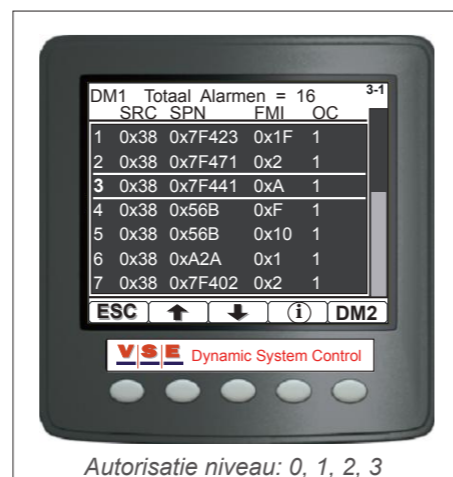 DM1 Totaal Alarmen = 16 3-1
SRC SPN FMI OC
1 0x38 0x7F423 0x1F 1
2 0x38 0x7F471 0x2 1
3 0x38 0x7F441 0xA 1
4 0x38 0x56B 0xF 1
5 0x38 0x56B 0x10 1
6 0x38 0xA2A 0x1 1
7 0x38 0x7F402 0x2 1
ESC i DM2
VSE Dynamic System Control
Autorisatie niveau: 0, 1, 2, 3